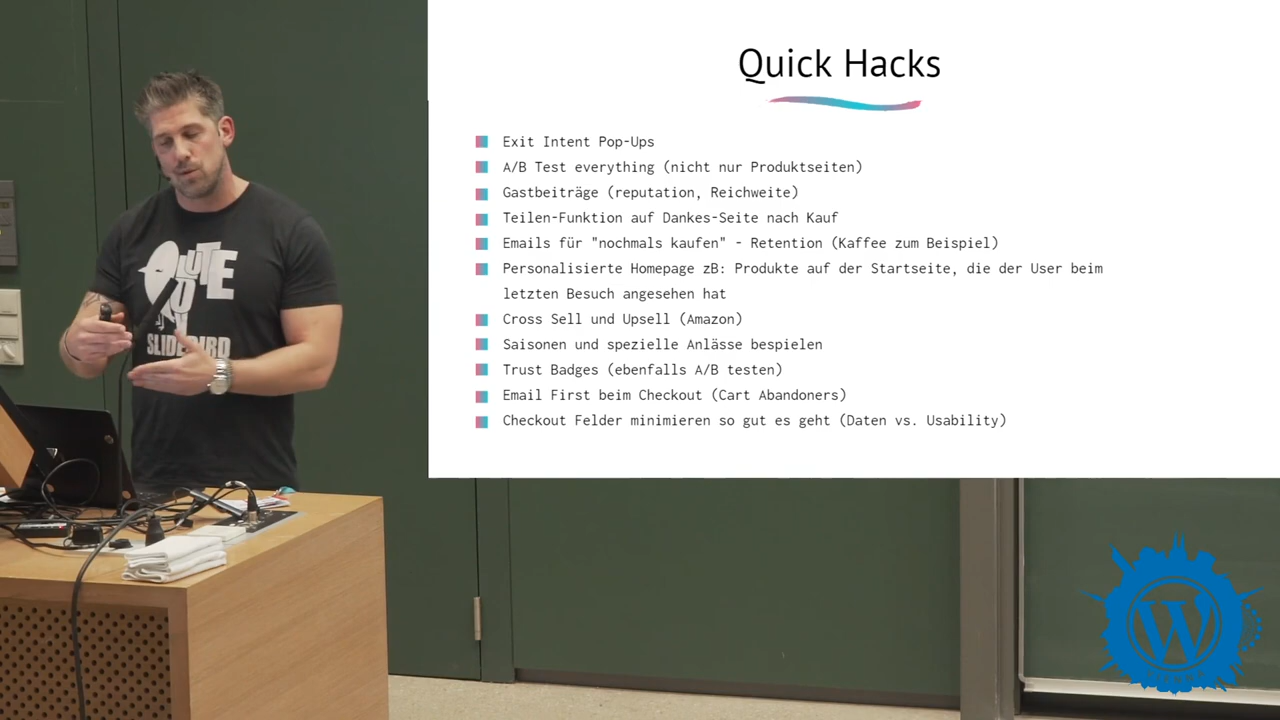 Quick Hacks
Exit Intent Pop-Ups
A/B Test everything (nicht nur Produktseiten)
Gastbeiträge (reputation, Reichweite)
Teilen-Funktion auf Dankes-Seite nach Kauf
Emails für "nochmals kaufen" - Retention (Kaffee zum Beispiel)
Personalisierte Homepage zB: Produkte auf der Startseite, die der User beim
letzten Besuch angesehen hat
Cross Sell und Upsell (Amazon)
Saisonen und spezielle Anlässe bespielen
Trust Badges (ebenfalls A/B testen)
Email First beim Checkout (Cart Abandoners)
Checkout Felder minimieren so gut es geht (Daten vs. Usability)
SLIDEBIRD
W